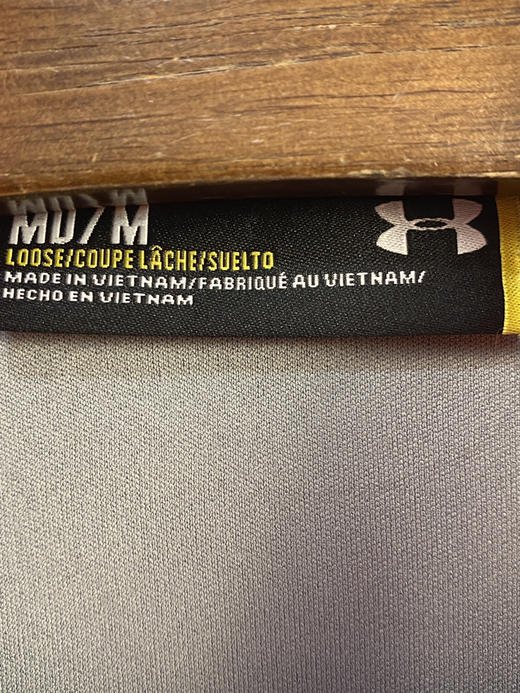 MD/M
LOOSE/COUPE LÂCHE/SUELTO
MADE IN VIETNAM/FABRIQUÉ AU VIETNAM/
HECHO EN VIETNAM